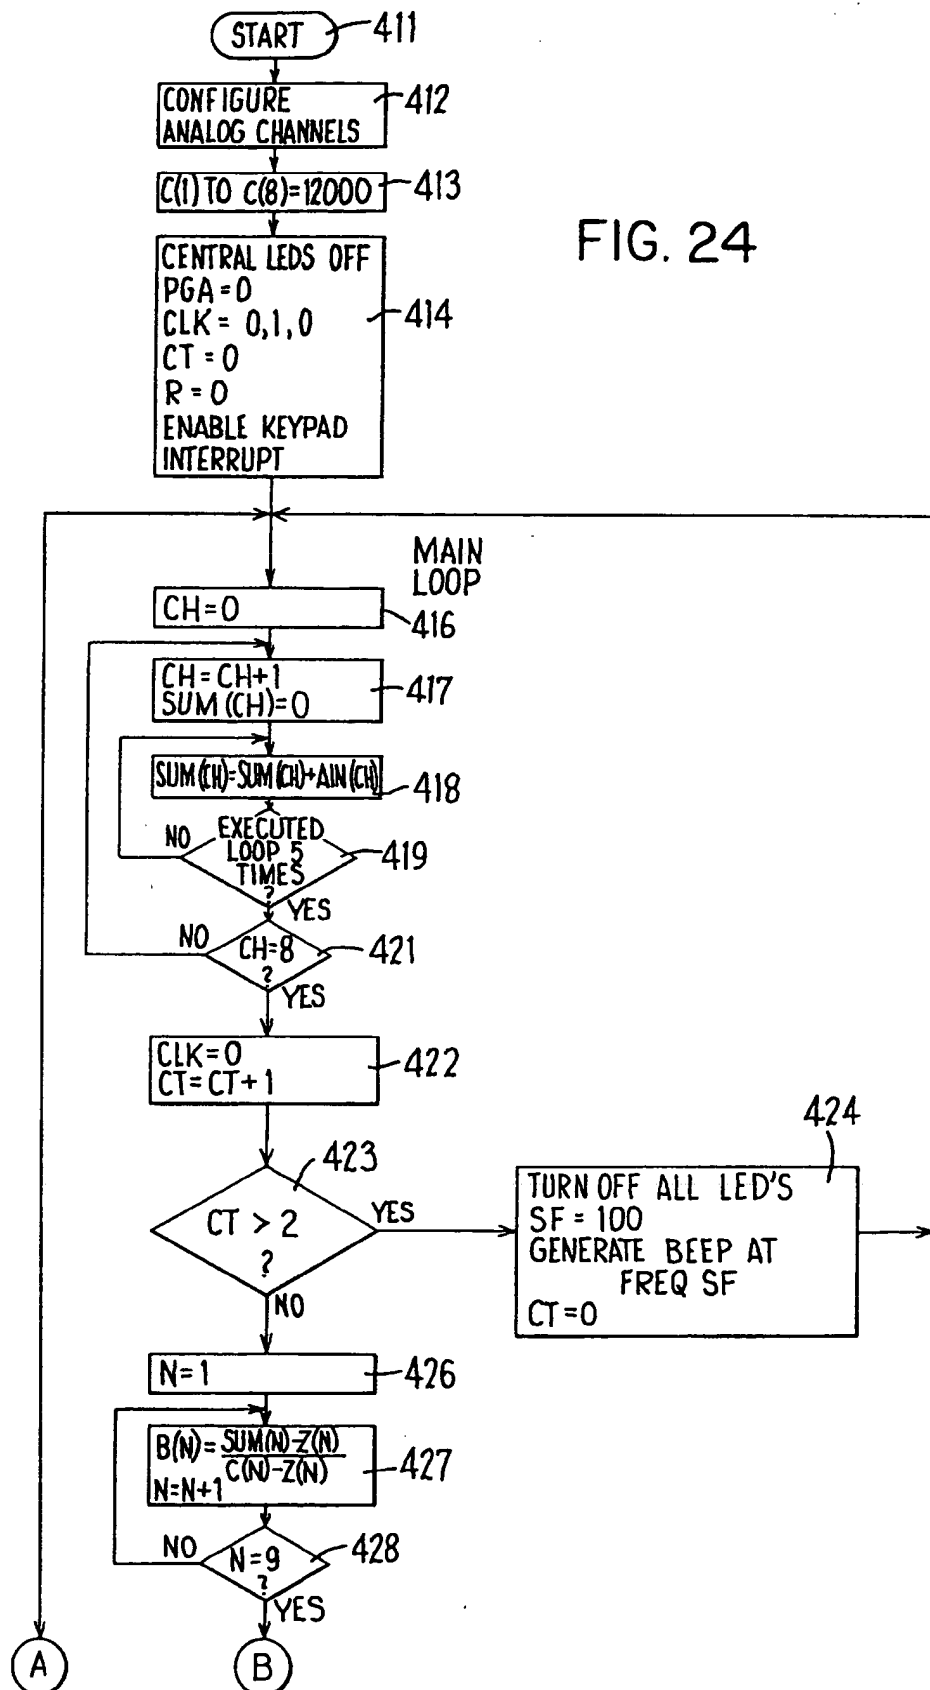 START
411
CONFIGURE
ANALOG CHANNELS
412
C(1) TO C(8)=12000
413
FIG. 24
CENTRAL LEDS OFF
PGA=0
CLK= 0,1,0
CT=0
R=0
ENABLE KEYPAD
INTERRUPT
414
MAIN
LOOP
CH=0
416
CH=CH+1
SUM(CH)=0
417
SUM(CH)=SUM(CH)+AIN(CH)
418
EXECUTED
LOOP 5
TIMES
?
NO
419
YES
CH=8
?
NO
421
YES
CLK=0
CT=CT+1
422
423
CT > 2
?
YES
NO
424
TURN OFF ALL LED'S
SF=100
GENERATE BEEP AT
FREQ SF
CT=0
N=1
426
B(N)=SUM(N)-Z(N)
C(N)-Z(N)
N=N+1
427
NO
N=9
?
428
YES
A
B